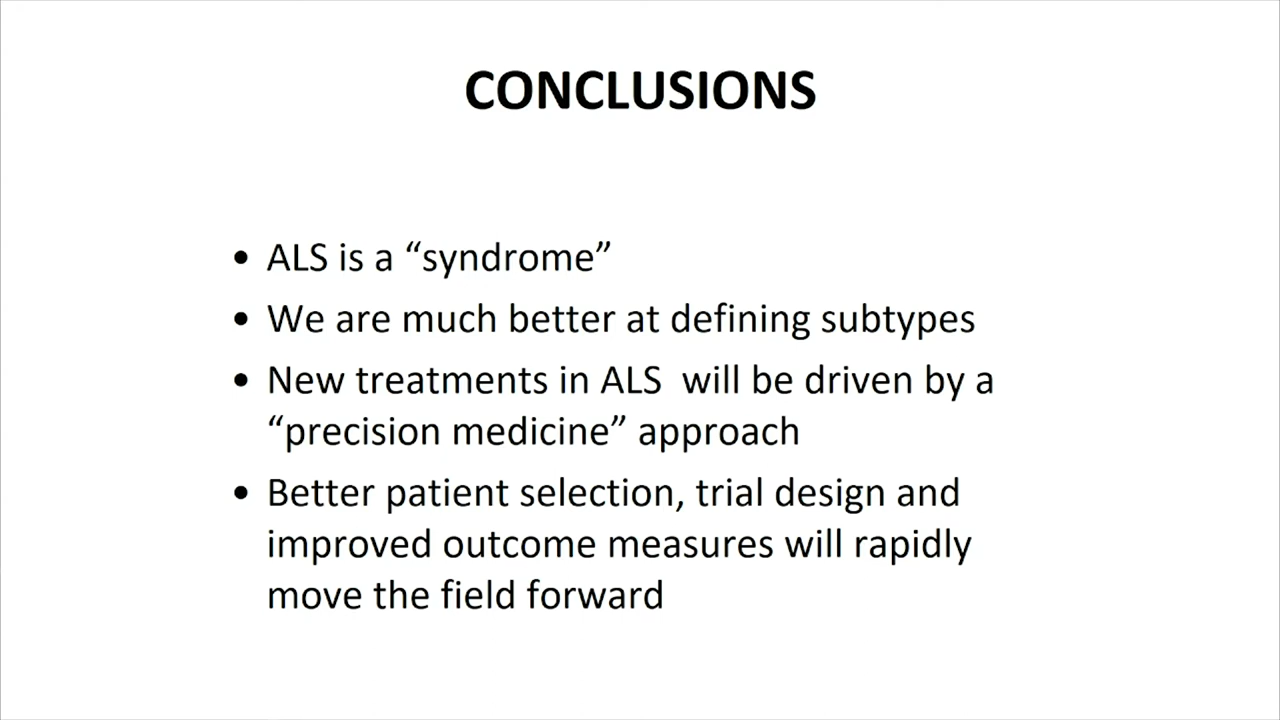 CONCLUSIONS
• ALS is a “syndrome”
• We are much better at defining subtypes
• New treatments in ALS  will be driven by a
“precision medicine” approach
• Better patient selection, trial design and
improved outcome measures will rapidly
move the field forward